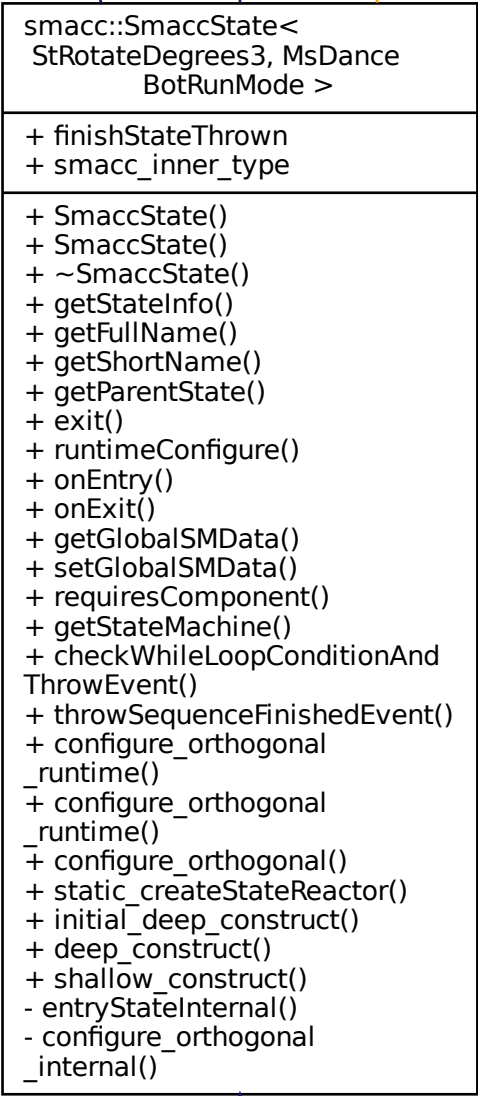 smacc::SmaccState<
StRotateDegrees3, MsDance
BotRunMode >
+ finishStateThrown
+ smacc_inner_type
+ SmaccState()
+ SmaccState()
+ ~SmaccState()
+ getStateInfo()
+ getFullName()
+ getShortName()
+ getParentState()
+ exit()
+ runtimeConfigure()
+ onEntry()
+ onExit()
+ getGlobalSMData()
+ setGlobalSMData()
+ requiresComponent()
+ getStateMachine()
+ checkWhileLoopConditionAnd
ThrowEvent()
+ throwSequenceFinishedEvent()
+ configure_orthogonal
_runtime()
+ configure_orthogonal
_runtime()
+ configure_orthogonal()
+ static_createStateReactor()
+ initial_deep_construct()
+ deep_construct()
+ shallow_construct()
- entryStateInternal()
- configure_orthogonal
_internal()